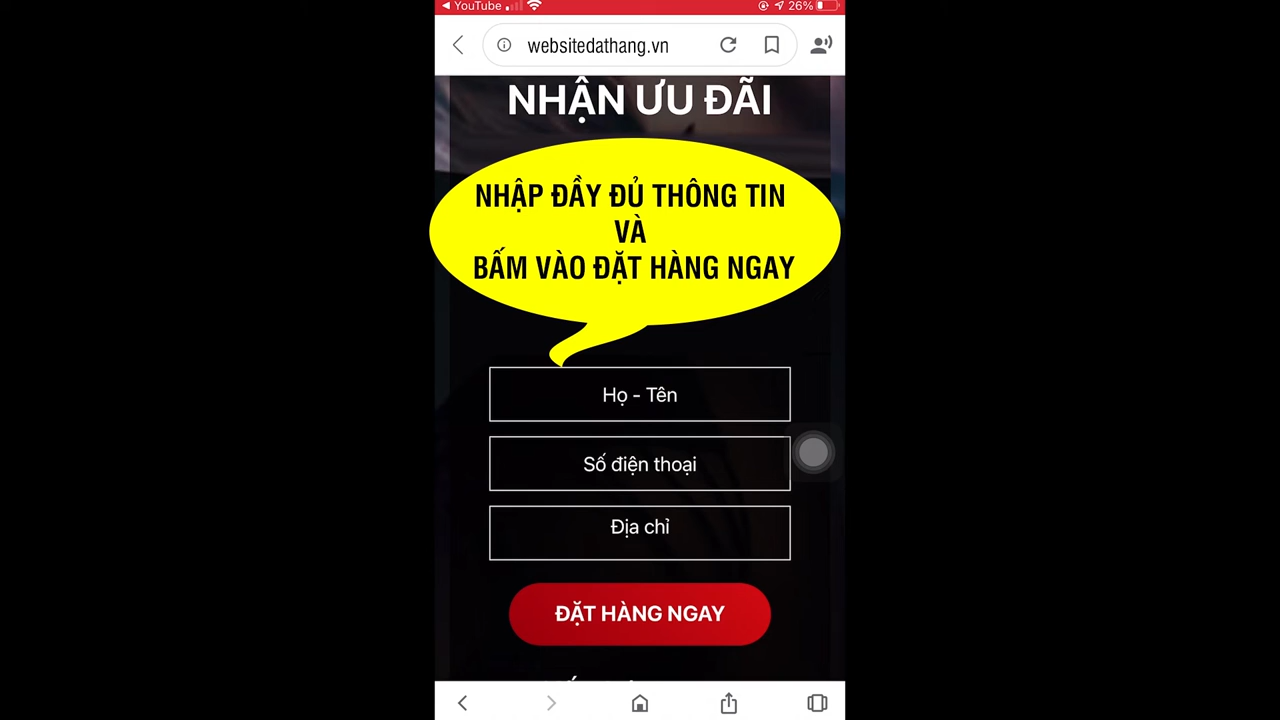 YouTube
26%
websitedathang.vn
NHẬN ƯU ĐÃI
NHẬP ĐẦY ĐỦ THÔNG TIN
VÀ
BẤM VÀO ĐẶT HÀNG NGAY
Họ - Tên
Số điện thoại
Địa chỉ
ĐẶT HÀNG NGAY